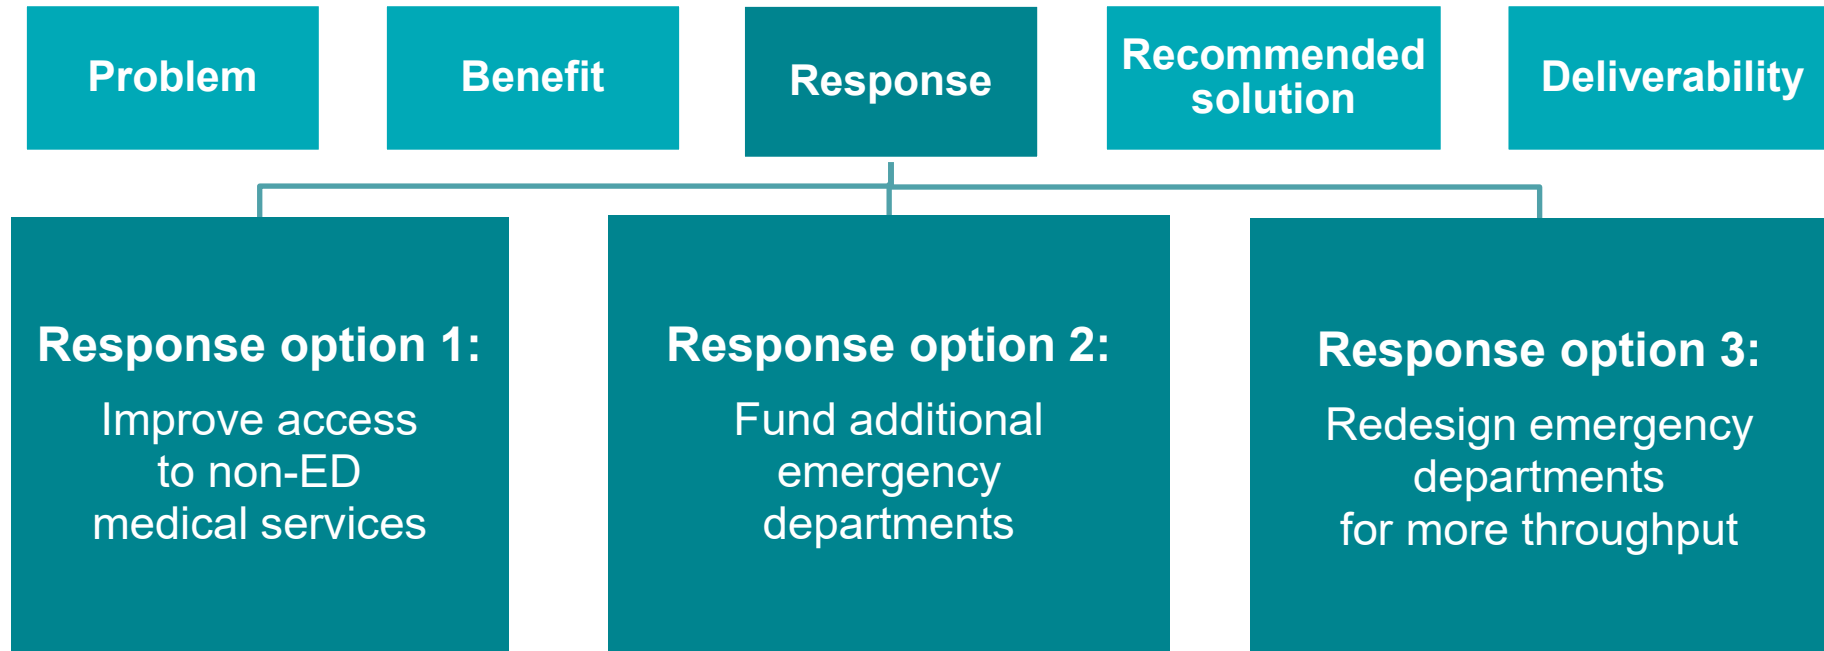 Problem
Benefit
Response
Recommended
solution
Deliverability
Response option 1:
Improve access
to non-ED
medical services
Response option 2:
Fund additional
emergency
departments
Response option 3:
Redesign emergency
departments
for more throughput